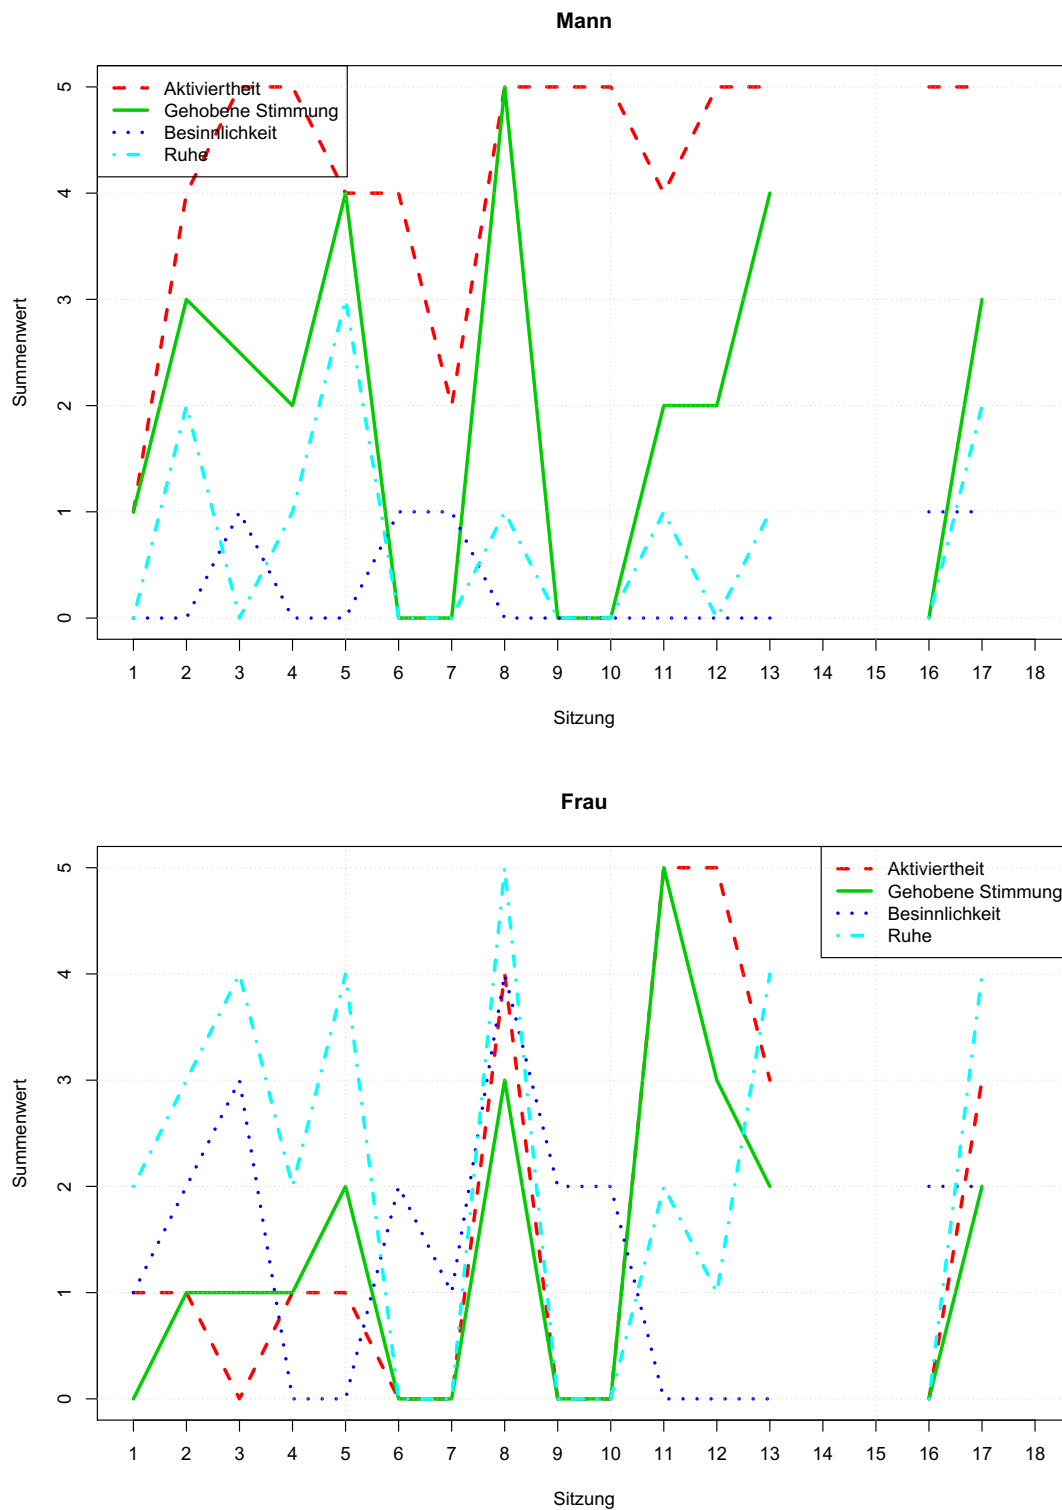 Mann
Aktiviertheit
Gehobene Stimmung
Besinnlichkeit
Ruhe
Summenwert
5
4
3
2
1
0
1 2 3 4 5 6 7 8 9 10 11 12 13 14 15 16 17 18
Sitzung
Frau
Aktiviertheit
Gehobene Stimmung
Besinnlichkeit
Ruhe
Summenwert
5
4
3
2
1
0
1 2 3 4 5 6 7 8 9 10 11 12 13 14 15 16 17 18
Sitzung